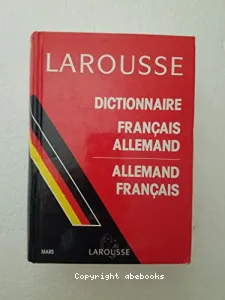 LAROUSSE
DICTIONNAIRE
FRANÇAIS
ALLEMAND
ALLEMAND
FRANÇAIS
MARS
LAROUSSE
Copyright abebooks